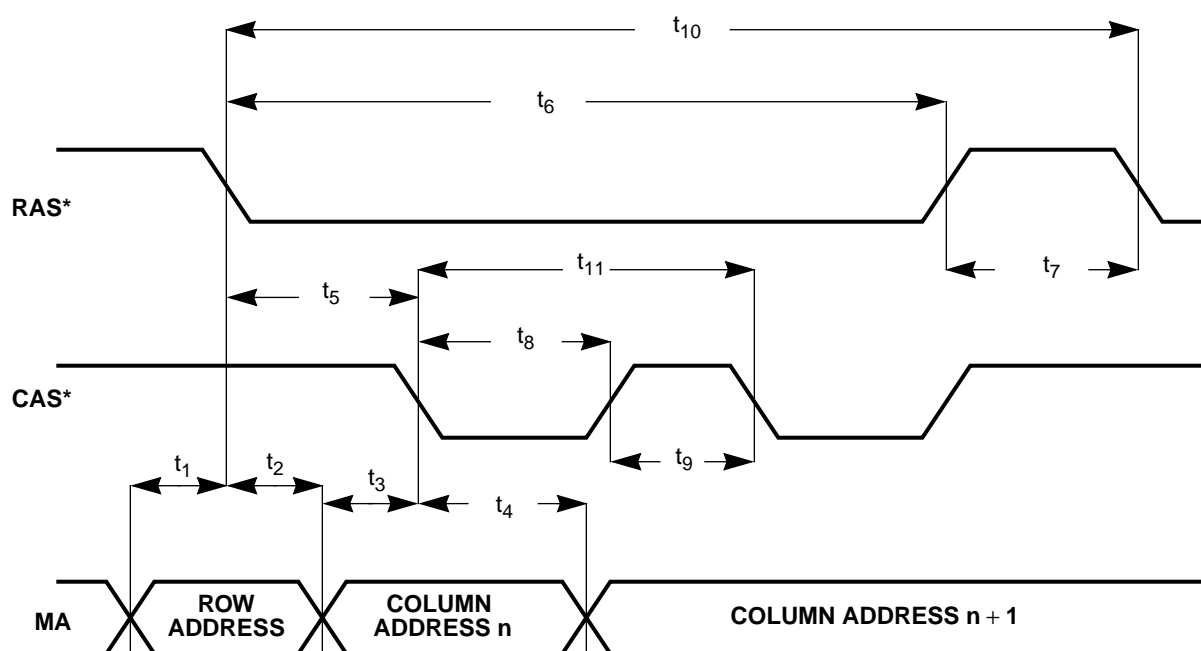 t10
t6
RAS*
t11
t7
t5
t8
CAS*
t9
t1
t2
t3
t4
MA
ROW
ADDRESS
COLUMN
ADDRESS n
COLUMN ADDRESS n + 1